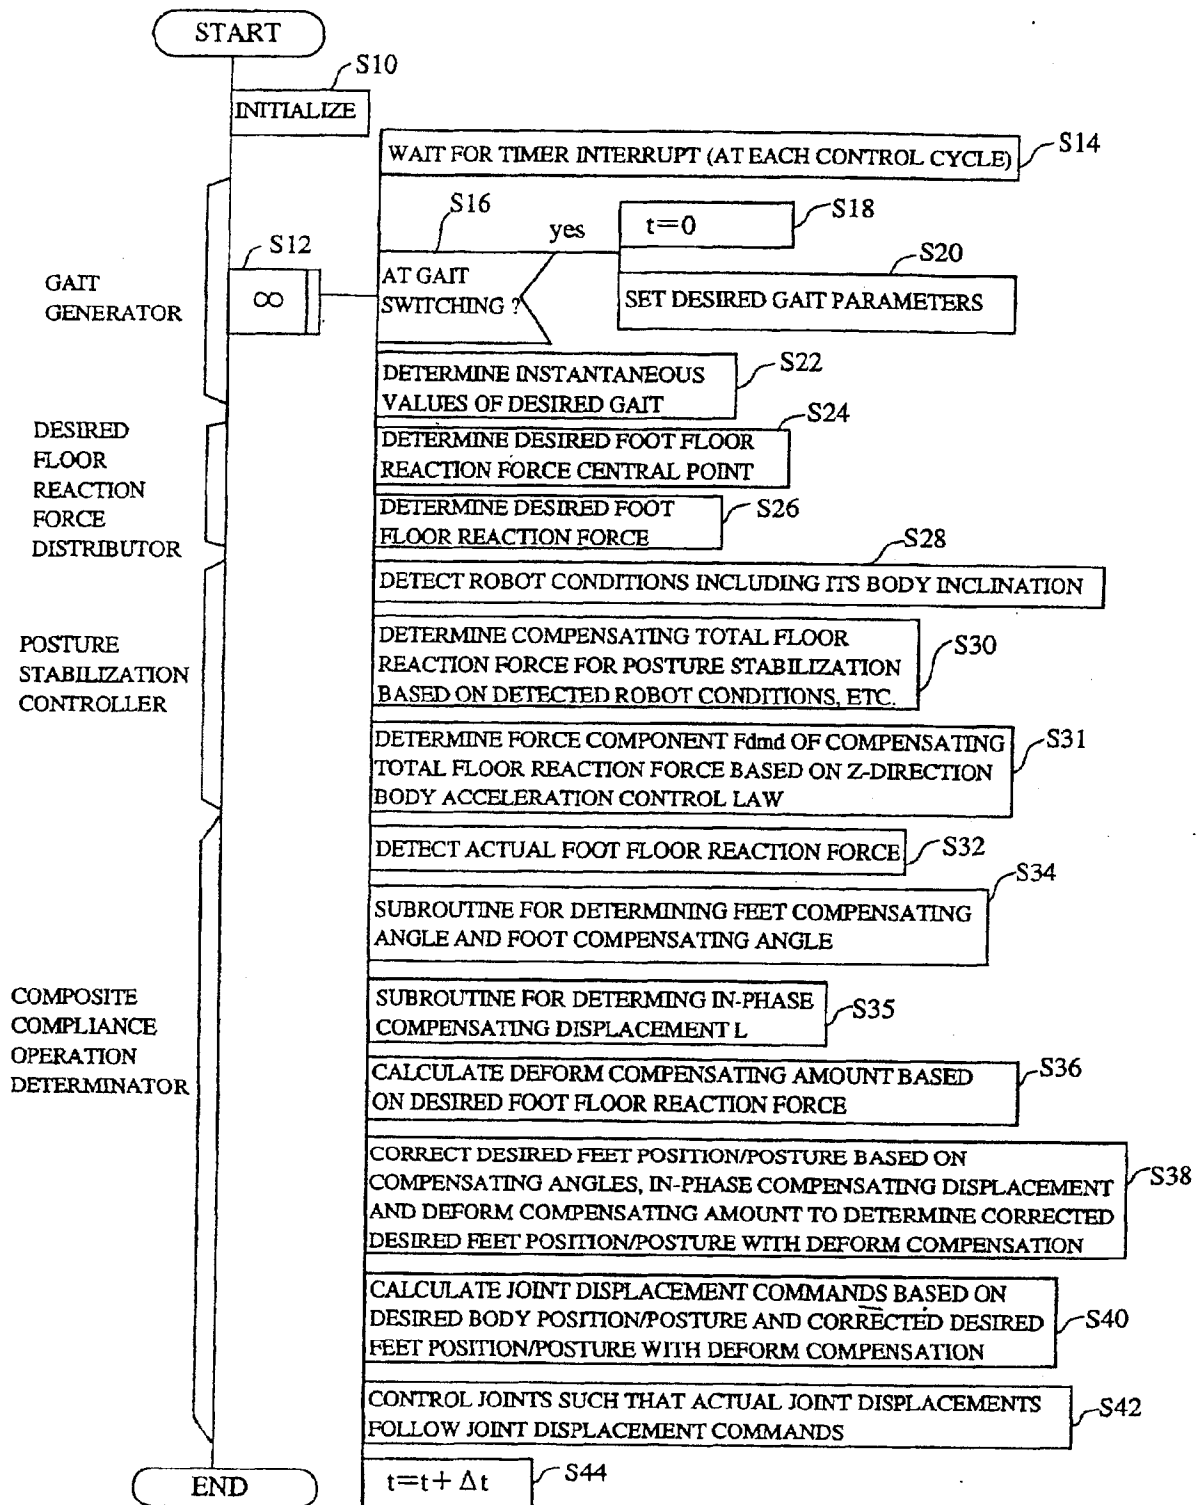 START
S10
INITIALIZE
WAIT FOR TIMER INTERRUPT (AT EACH CONTROL CYCLE)
S14
S16
yes
t=0
S18
S12
∞
AT GAIT
SWITCHING ?
S20
SET DESIRED GAIT PARAMETERS
GAIT
GENERATOR
DETERMINE INSTANTANEOUS
VALUES OF DESIRED GAIT
S22
DESIRED
FLOOR
REACTION
FORCE
DISTRIBUTOR
DETERMINE DESIRED FOOT FLOOR
REACTION FORCE CENTRAL POINT
S24
DETERMINE DESIRED FOOT
FLOOR REACTION FORCE
S26
S28
DETECT ROBOT CONDITIONS INCLUDING ITS BODY INCLINATION
POSTURE
STABILIZATION
CONTROLLER
DETERMINE COMPENSATING TOTAL FLOOR
REACTION FORCE FOR POSTURE STABILIZATION
BASED ON DETECTED ROBOT CONDITIONS, ETC.
S30
DETERMINE FORCE COMPONENT Fdmd OF COMPENSATING
TOTAL FLOOR REACTION FORCE BASED ON Z-DIRECTION
BODY ACCELERATION CONTROL LAW
S31
DETECT ACTUAL FOOT FLOOR REACTION FORCE
S32
S34
SUBROUTINE FOR DETERMINING FEET COMPENSATING
ANGLE AND FOOT COMPENSATING ANGLE
COMPOSITE
COMPLIANCE
OPERATION
DETERMINATOR
SUBROUTINE FOR DETERMING IN-PHASE
COMPENSATING DISPLACEMENT L
S35
CALCULATE DEFORM COMPENSATING AMOUNT BASED
ON DESIRED FOOT FLOOR REACTION FORCE
S36
CORRECT DESIRED FEET POSITION/POSTURE BASED ON
COMPENSATING ANGLES, IN-PHASE COMPENSATING DISPLACEMENT
AND DEFORM COMPENSATING AMOUNT TO DETERMINE CORRECTED
DESIRED FEET POSITION/POSTURE WITH DEFORM COMPENSATION
S38
CALCULATE JOINT DISPLACEMENT COMMANDS BASED ON
DESIRED BODY POSITION/POSTURE AND CORRECTED DESIRED
FEET POSITION/POSTURE WITH DEFORM COMPENSATION
S40
CONTROL JOINTS SUCH THAT ACTUAL JOINT DISPLACEMENTS
FOLLOW JOINT DISPLACEMENT COMMANDS
S42
END
t=t+ Δt
S44